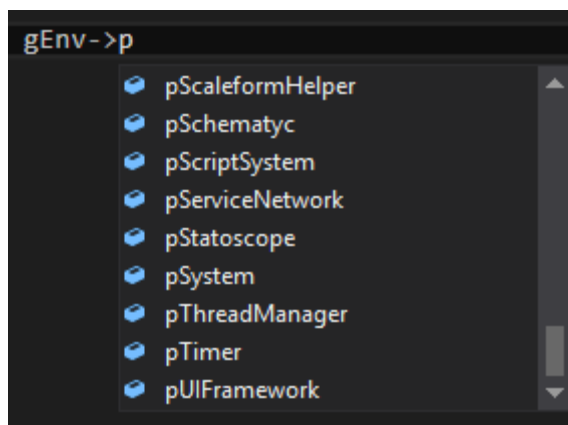 gEnv->p
pScaleformHelper
pSchematyc
pScriptSystem
pServiceNetwork
pStatoscope
pSystem
pThreadManager
pTimer
pUIFramework